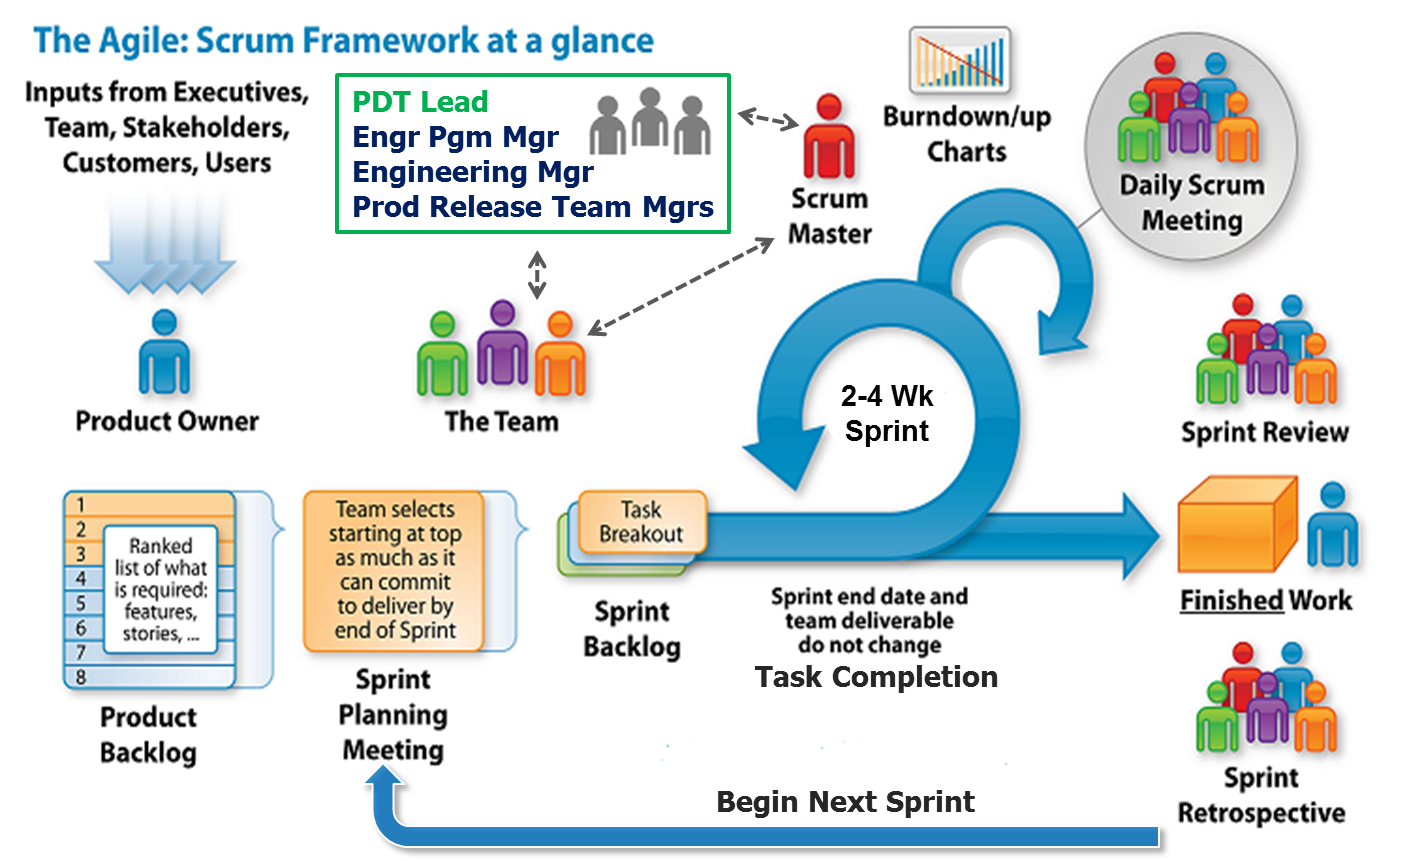 The Agile: Scrum Framework at a glance
Inputs from Executives,
Team, Stakeholders,
Customers, Users
PDT Lead
Engr Pgm Mgr
Engineering Mgr
Prod Release Team Mgrs
Scrum
Master
Burndown/up
Charts
Daily Scrum
Meeting
Product Owner
The Team
2-4 Wk
Sprint
Sprint Review
1
2
3
4
5
6
7
8
Ranked
list of what
is required:
features,
stories, ...
Product
Backlog
Team selects
starting at top
as much as it
can commit
to deliver by
end of Sprint
Sprint
Planning
Meeting
Task
Breakout
Sprint
Backlog
Sprint end date and
team deliverable
do not change
Task Completion
Finished Work
Sprint
Retrospective
Begin Next Sprint